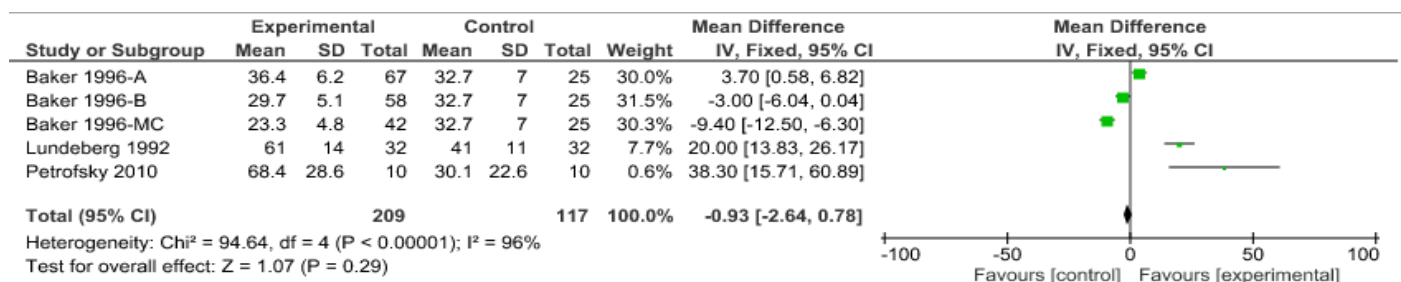 Experimental Control Mean Difference Mean Difference
Study or Subgroup Mean SD Total Mean SD Total Weight IV, Fixed, 95% CI IV, Fixed, 95% CI
Baker 1996-A 36.4 6.2 67 32.7 7 25 30.0% 3.70 [0.58, 6.82]
Baker 1996-B 29.7 5.1 58 32.7 7 25 31.5% -3.00 [-6.04, 0.04]
Baker 1996-MC 23.3 4.8 42 32.7 7 25 30.3% -9.40 [-12.50, -6.30]
Lundeberg 1992 61 14 32 41 11 32 7.7% 20.00 [13.83, 26.17]
Petrofsky 2010 68.4 28.6 10 30.1 22.6 10 0.6% 38.30 [15.71, 60.89]
Total (95% CI) 209 117 100.0% -0.93 [-2.64, 0.78]
Heterogeneity: Chi² = 94.64, df = 4 (P < 0.00001); I² = 96%
Test for overall effect: Z = 1.07 (P = 0.29)
-100 -50 0 50 100
Favours [control] Favours [experimental]